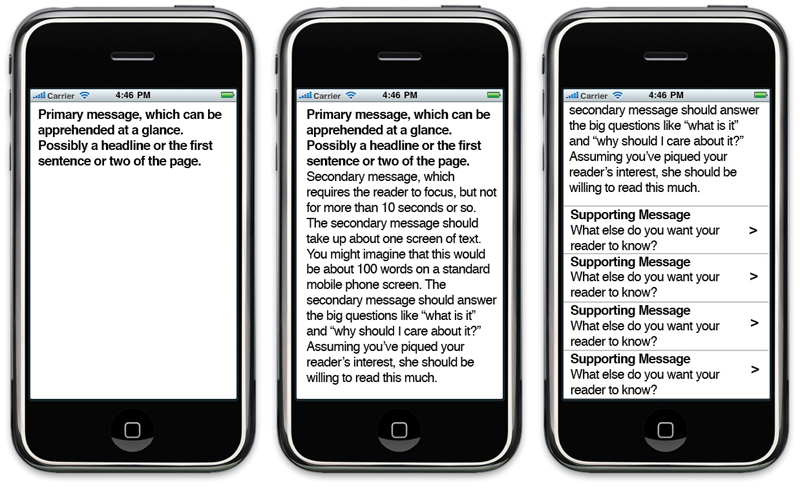 Carrier 4:46 PM
Primary message, which can be
apprehended at a glance.
Possibly a headline or the first
sentence or two of the page.
Carrier 4:46 PM
Primary message, which can be
apprehended at a glance.
Possibly a headline or the first
sentence or two of the page.
Secondary message, which
requires the reader to focus, but not
for more than 10 seconds or so.
The secondary message should
take up about one screen of text.
You might imagine that this would
be about 100 words on a standard
mobile phone screen. The
secondary message should answer
the big questions like “what is it”
and “why should I care about it?”
Assuming you’ve piqued your
reader’s interest, she should be
willing to read this much.
Carrier 4:46 PM
secondary message should answer
the big questions like “what is it”
and “why should I care about it?”
Assuming you’ve piqued your
reader’s interest, she should be
willing to read this much.
Supporting Message
What else do you want your >
reader to know?
Supporting Message
What else do you want your >
reader to know?
Supporting Message
What else do you want your >
reader to know?
Supporting Message
What else do you want your >
reader to know?